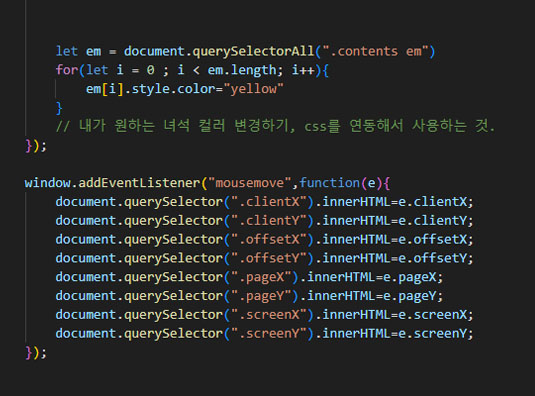 let em = document.querySelectorAll(".contents em")
for(let i = 0 ; i < em.length; i++){
em[i].style.color="yellow"
}
// 내가 원하는 녀석 컬러 변경하기, css를 연동해서 사용하는 것.
});
window.addEventListener("mousemove",function(e){
document.querySelector(".clientX").innerHTML=e.clientX;
document.querySelector(".clientY").innerHTML=e.clientY;
document.querySelector(".offsetX").innerHTML=e.offsetX;
document.querySelector(".offsetY").innerHTML=e.offsetY;
document.querySelector(".pageX").innerHTML=e.pageX;
document.querySelector(".pageY").innerHTML=e.pageY;
document.querySelector(".screenX").innerHTML=e.screenX;
document.querySelector(".screenY").innerHTML=e.screenY;
});